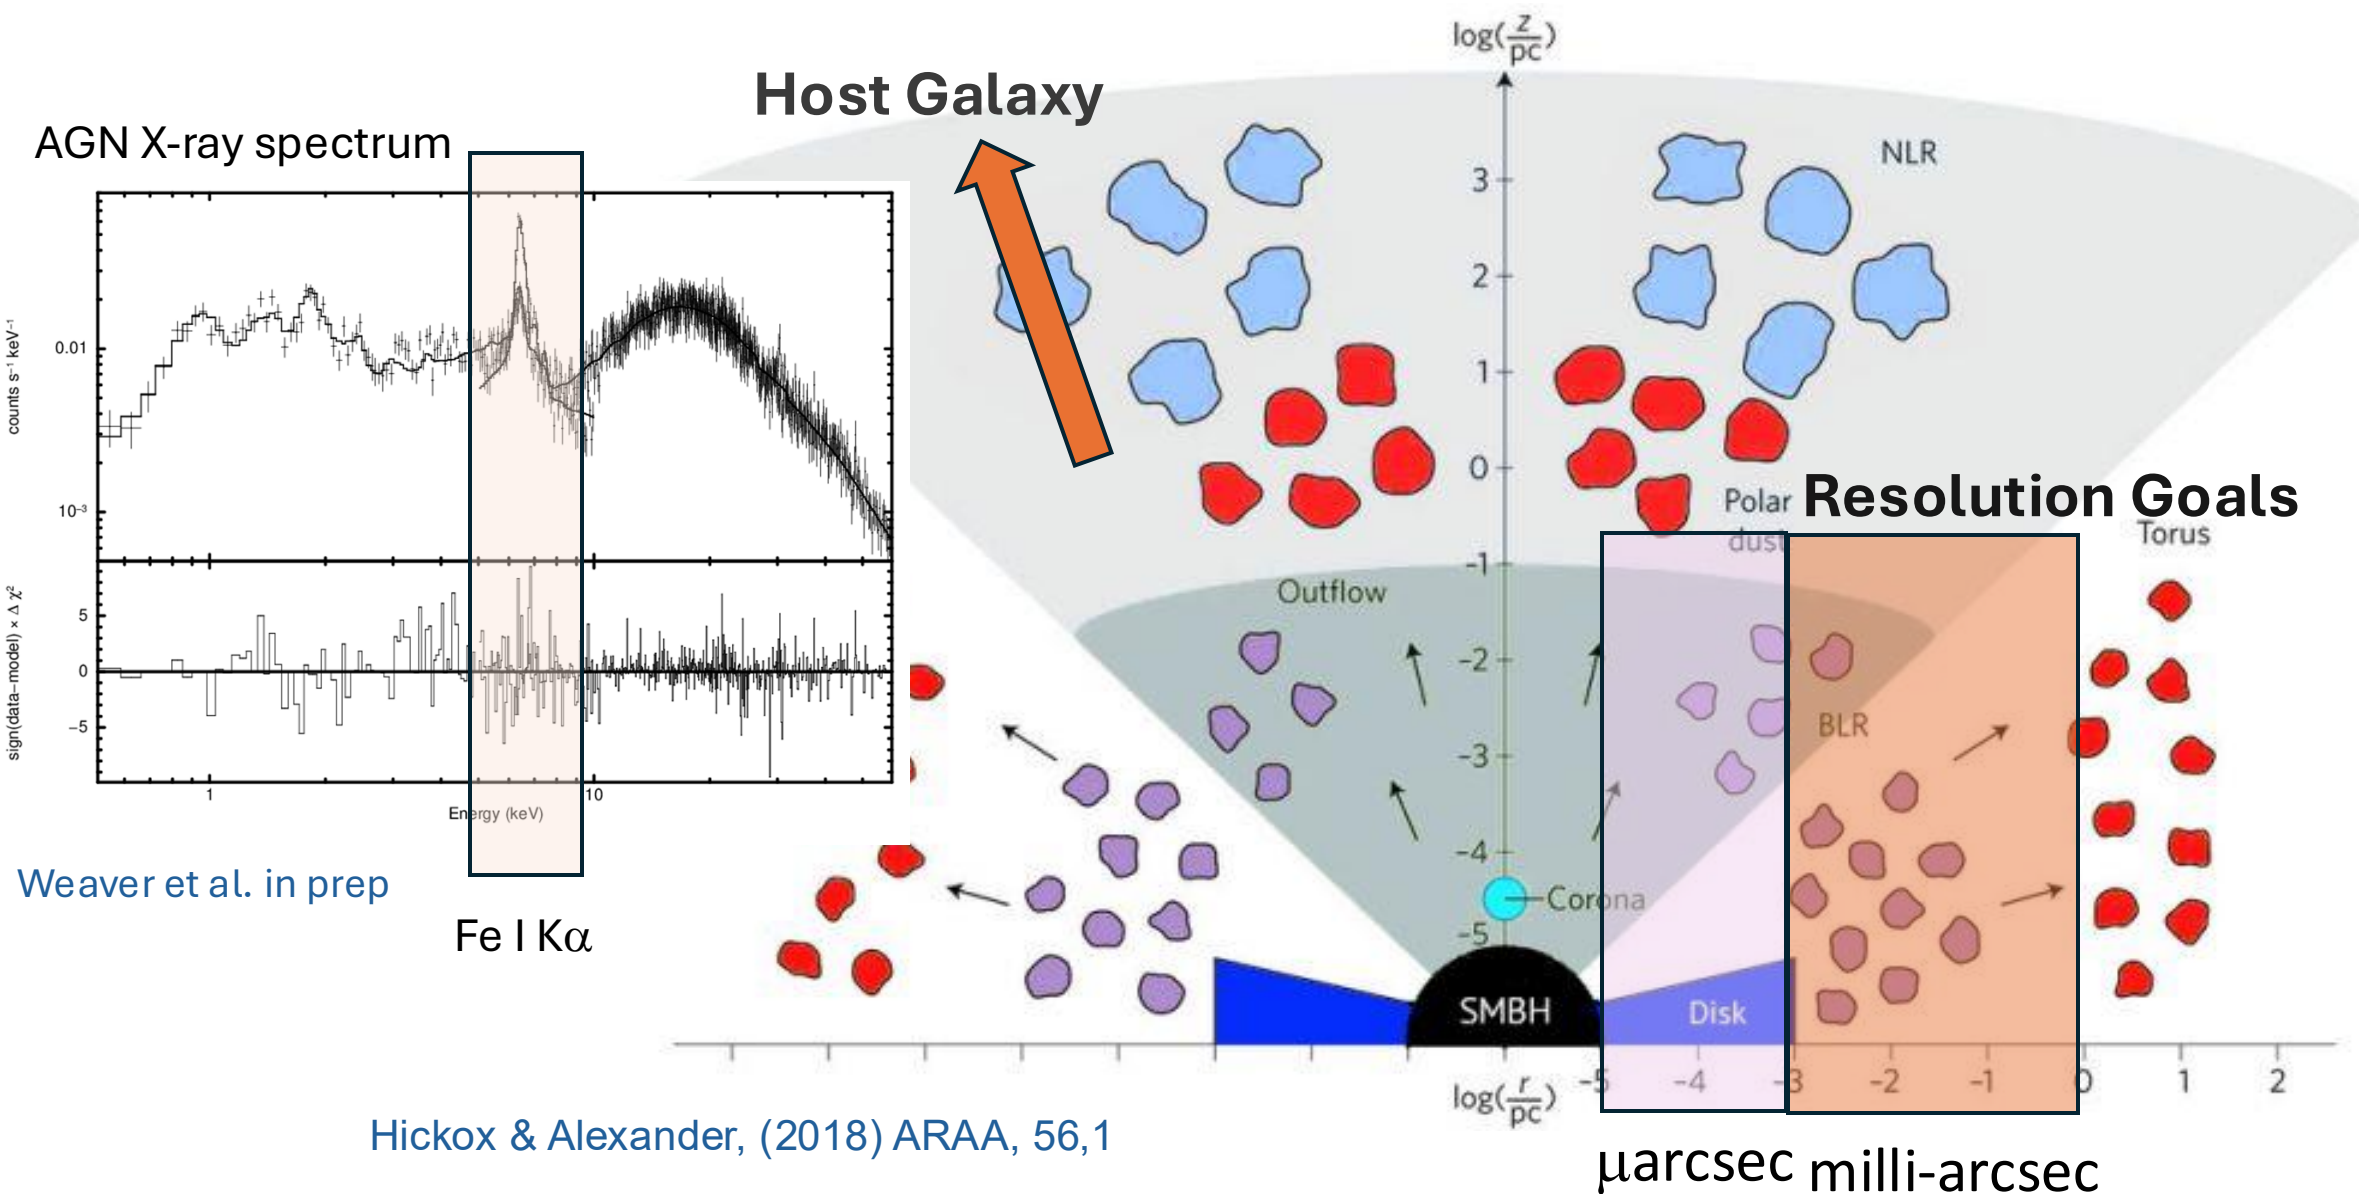 log(z/pc)
Host Galaxy
AGN X-ray spectrum
NLR
3
2
1
0
-1
-2
-3
-4
-5
Polar
dust
Resolution Goals
Torus
Outflow
BLR
Corona
SMBH
Disk
log(r/pc)
-5 -4 -3 -2 -1 0 1 2
counts s⁻¹ keV⁻¹
0.01
10⁻³
sign(data−model) × Δ χ²
5
0
−5
1 10
Energy (keV)
Weaver et al. in prep
Fe I Kα
Hickox & Alexander, (2018) ARAA, 56,1
μarcsec milli-arcsec